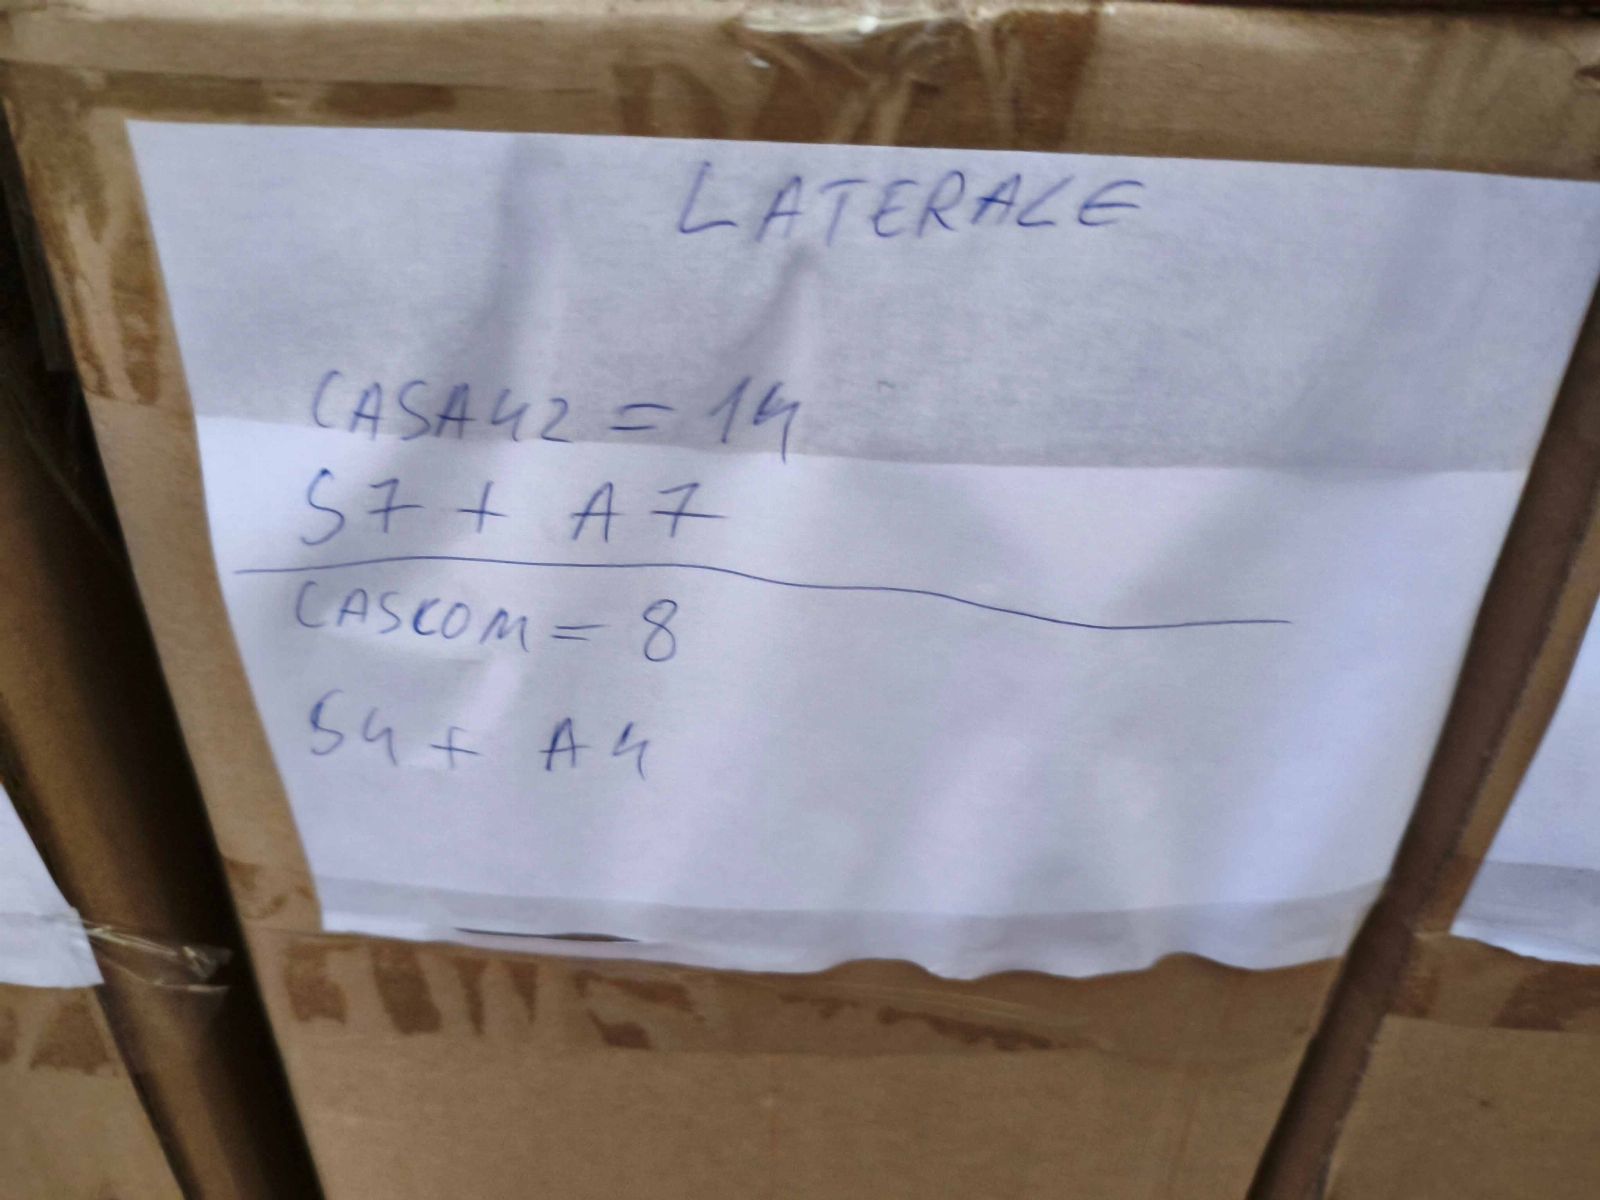 LATERALE
CASA42 = 14
S7 + A7
CASCOM = 8
S4 + A4